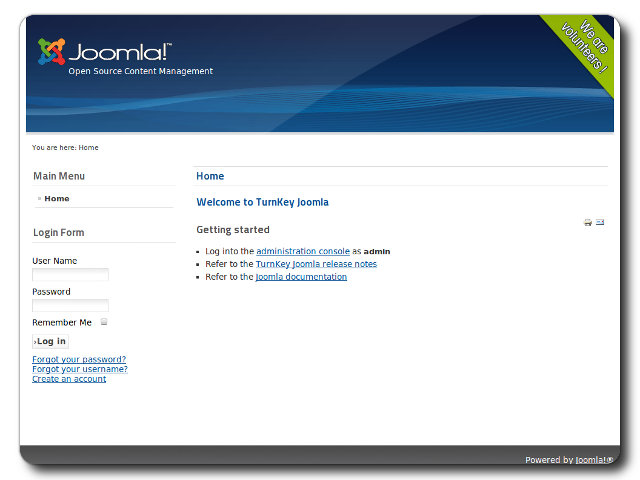 Joomla!™
Open Source Content Management
We are
volunteers !
You are here: Home
Main Menu
Home
Login Form
User Name
Password
Remember Me
›Log in
Forgot your password?
Forgot your username?
Create an account
Home
Welcome to TurnKey Joomla
Getting started
Log into the administration console as admin
Refer to the TurnKey Joomla release notes
Refer to the Joomla documentation
Powered by Joomla!®